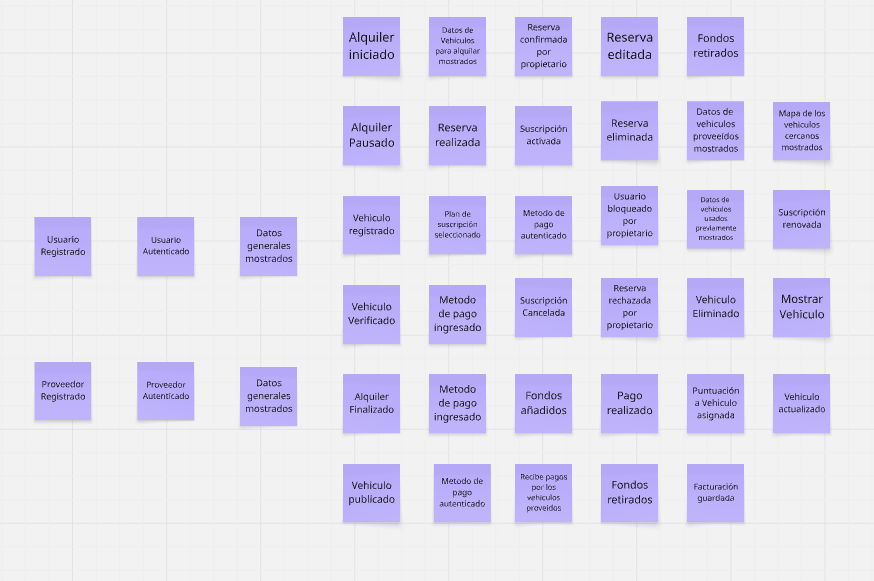 Alquiler
iniciado
Datos de
Vehiculos
para alquilar
mostrados
Reserva
confirmada
por
propietario
Reserva
editada
Fondos
retirados
Alquiler
Pausado
Reserva
realizada
Suscripción
activada
Reserva
eliminada
Datos de
vehiculos
proveeidos
mostrados
Mapa de los
vehiculos
cercanos
mostrados
Usuario
Registrado
Usuario
Autenticado
Datos
generales
mostrados
Vehiculo
registrado
Plan de
suscripción
seleccionado
Metodo de
pago
autenticado
Usuario
bloqueado
por
propietario
Datos de
vehiculos
usados
previamente
mostrados
Suscripción
renovada
Vehiculo
Verificado
Metodo
de pago
ingresado
Suscripción
Cancelada
Reserva
rechazada
por
propietario
Vehiculo
Eliminado
Mostrar
Vehiculo
Proveedor
Registrado
Proveedor
Autenticado
Datos
generales
mostrados
Alquiler
Finalizado
Metodo
de pago
ingresado
Fondos
añadidos
Pago
realizado
Puntuación
a Vehiculo
asignada
Vehiculo
actualizado
Vehiculo
publicado
Metodo de
pago
autenticado
Recibe pagos
por los
vehiculos
proveidos
Fondos
retirados
Facturación
guardada